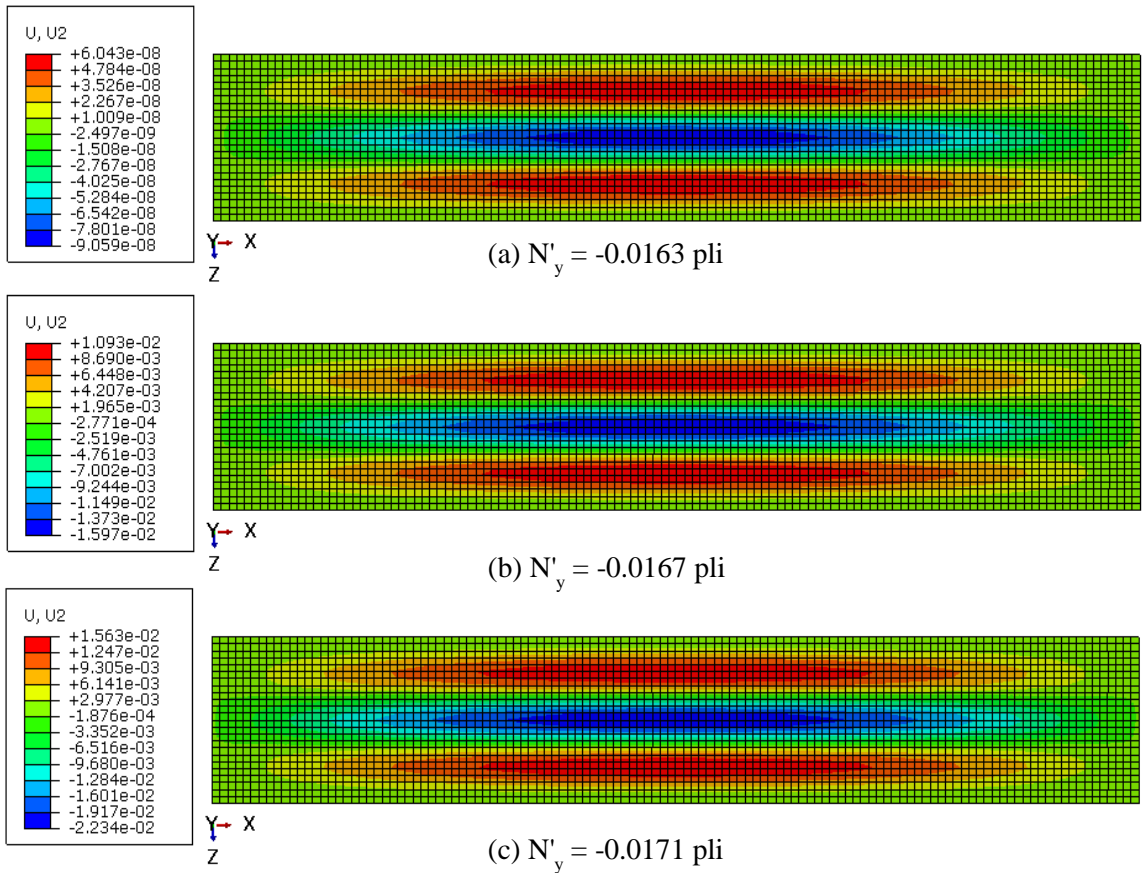 U, U2
+6.043e-08
+4.784e-08
+3.526e-08
+2.267e-08
+1.009e-08
-2.497e-09
-1.508e-08
-2.767e-08
-4.025e-08
-5.284e-08
-6.542e-08
-7.801e-08
-9.059e-08
Y X
Z
(a) N'y = -0.0163 pli
U, U2
+1.093e-02
+8.690e-03
+6.448e-03
+4.207e-03
+1.965e-03
-2.771e-04
-2.519e-03
-4.761e-03
-7.002e-03
-9.244e-03
-1.149e-02
-1.373e-02
-1.597e-02
Y X
Z
(b) N'y = -0.0167 pli
U, U2
+1.563e-02
+1.247e-02
+9.305e-03
+6.141e-03
+2.977e-03
-1.876e-04
-3.352e-03
-6.516e-03
-9.680e-03
-1.284e-02
-1.601e-02
-1.917e-02
-2.234e-02
Y X
Z
(c) N'y = -0.0171 pli